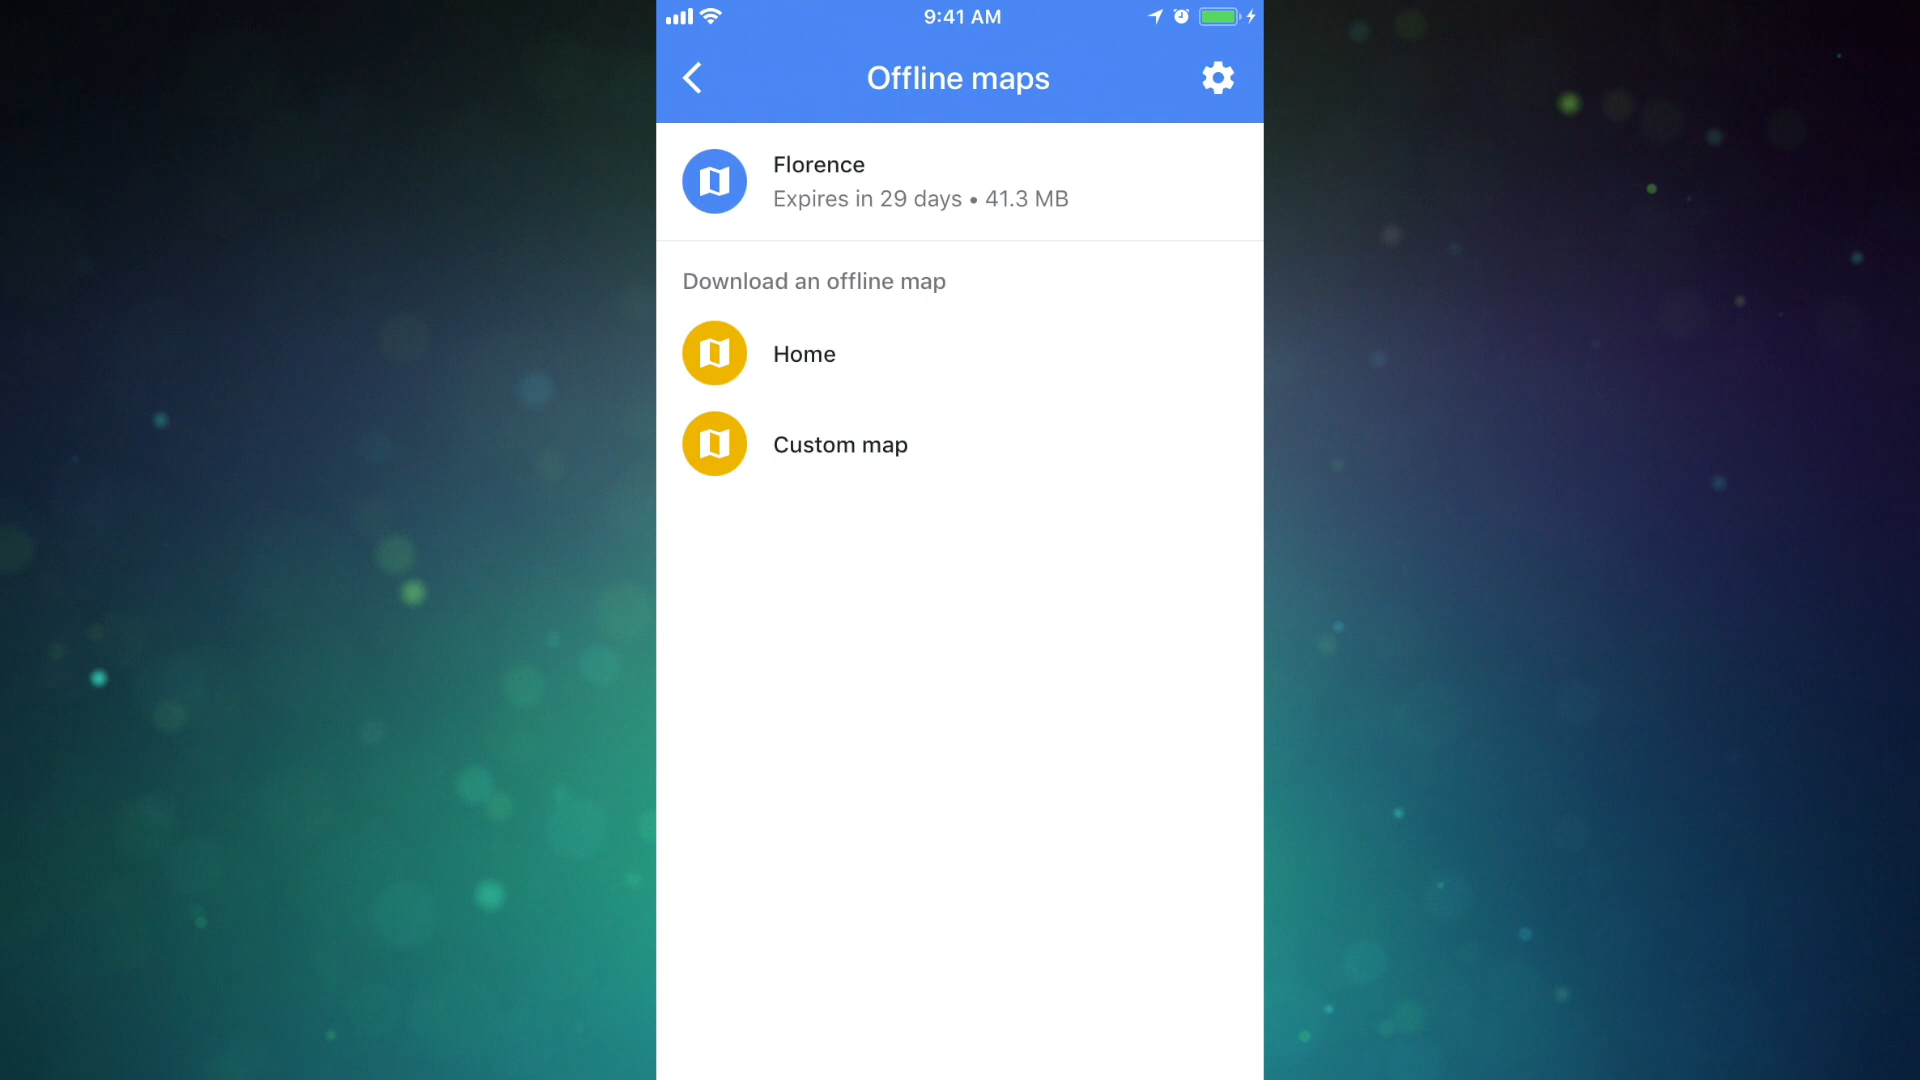 9:41 AM
Offline maps
Florence
Expires in 29 days • 41.3 MB
Download an offline map
Home
Custom map